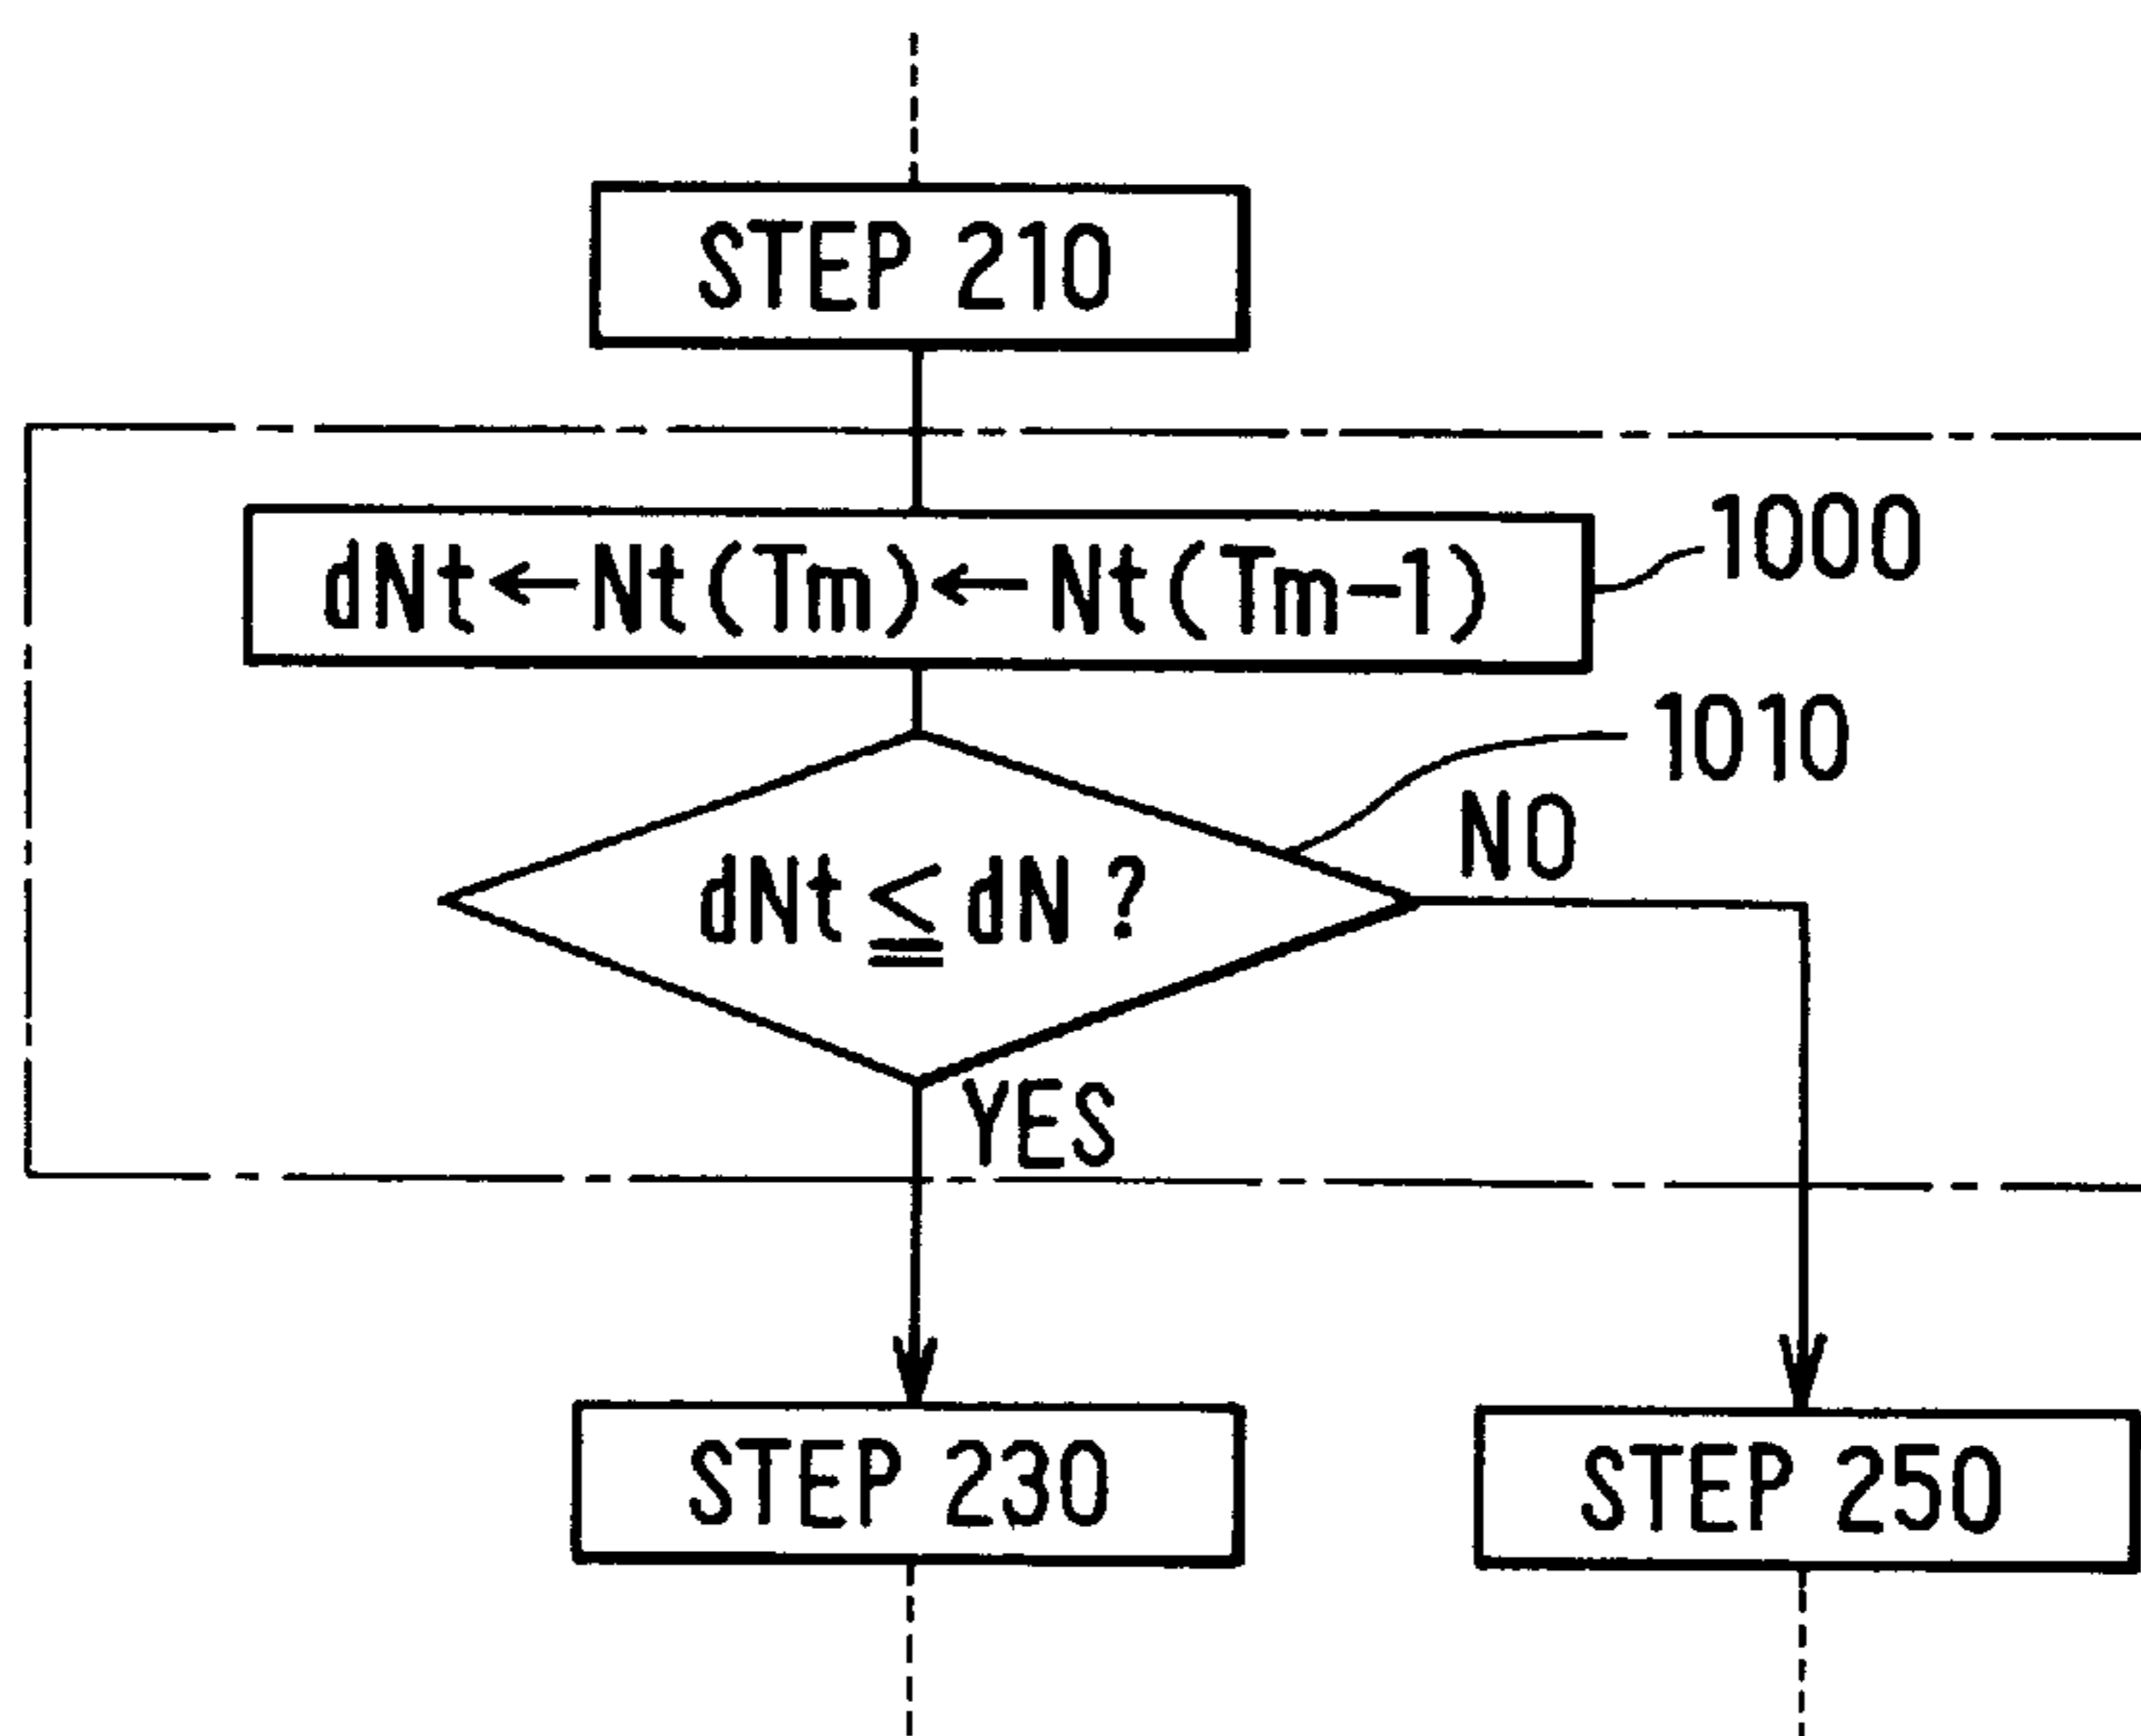 STEP 210
1000
dNt←Nt(Tm)←Nt(Tm-1)
1010
NO
dNt≦dN?
YES
STEP 230
STEP 250